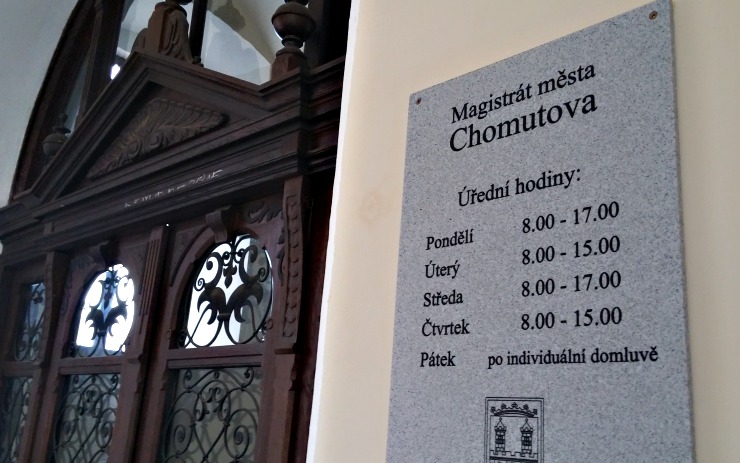 Magistrát města
Chomutova
Úřední hodiny:
Pondělí 8.00 - 17.00
Úterý 8.00 - 15.00
Středa 8.00 - 17.00
Čtvrtek 8.00 - 15.00
Pátek po individuální domluvě